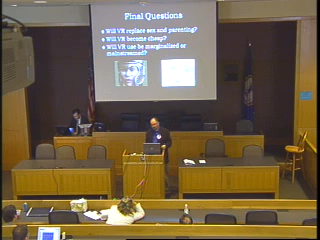 Final Questions
Will VR replace sex and parenting?
Will VR become cheap?
Will VR use be marginalized or
mainstreamed?